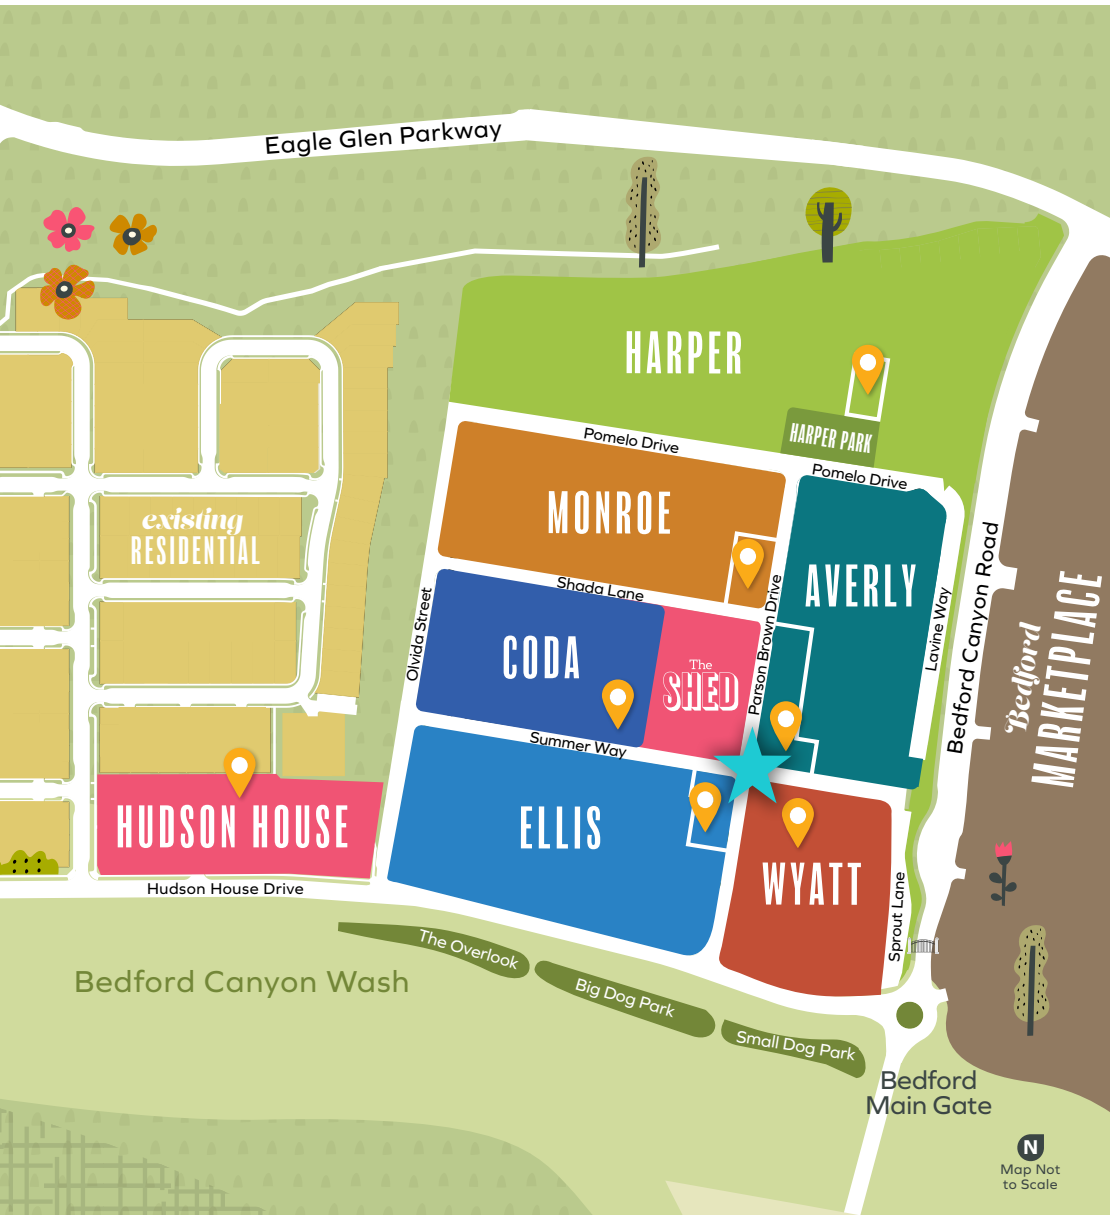 Eagle Glen Parkway
HARPER
HARPER PARK
Pomelo Drive
Pomelo Drive
MONROE
existing
RESIDENTIAL
AVERLY
Shada Lane
Olvida Street
CODA
The
SHED
Parson Brown Drive
Lavine Way
Bedford Canyon Road
Bedford
MARKETPLACE
Summer Way
HUDSON HOUSE
ELLIS
WYATT
Hudson House Drive
Sprout Lane
The Overlook
Bedford Canyon Wash
Big Dog Park
Small Dog Park
Bedford
Main Gate
N
Map Not
to Scale